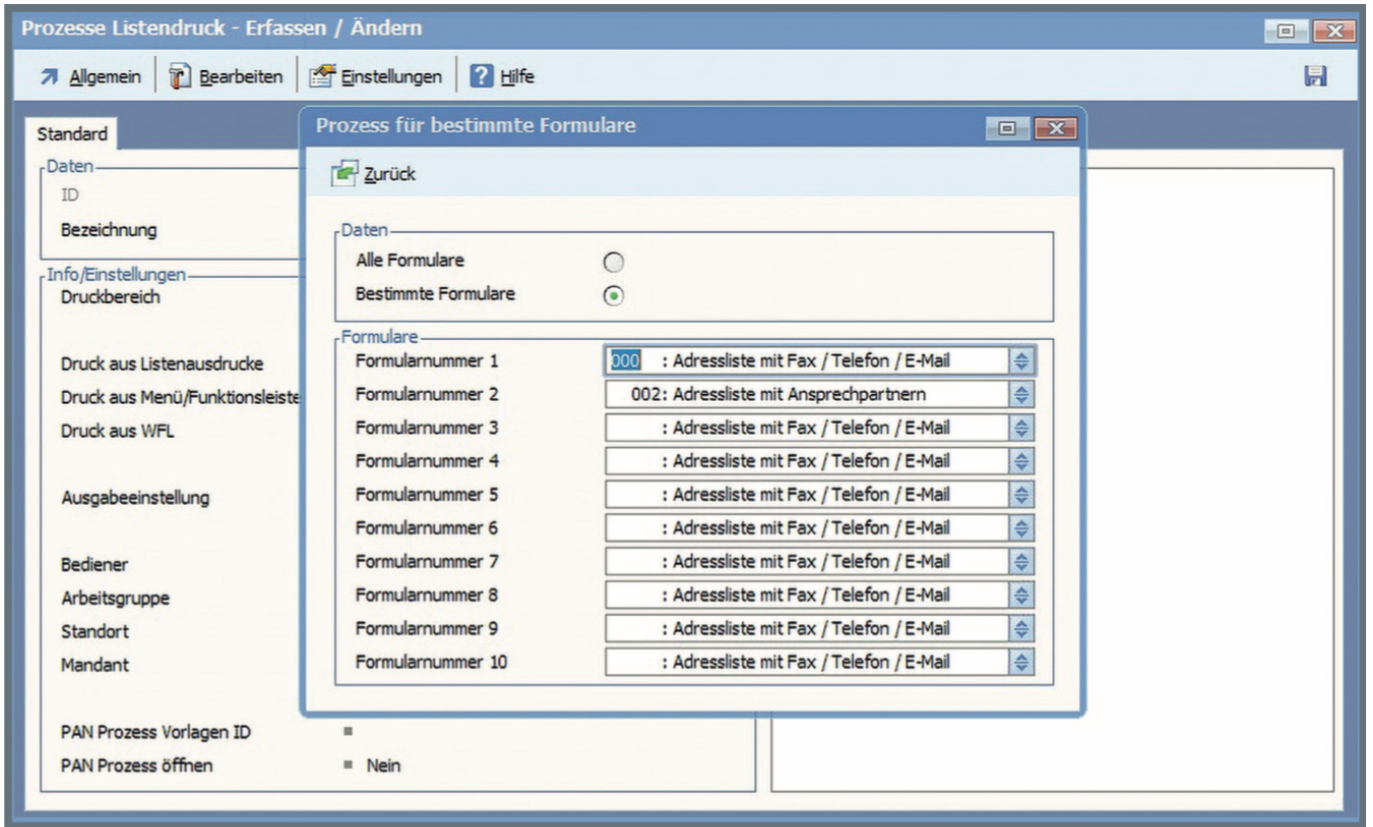 Prozesse Listendruck - Erfassen / Ändern
Allgemein Bearbeiten Einstellungen Hilfe
Standard
Daten
ID
Bezeichnung
Info/Einstellungen
Druckbereich
Druck aus Listenausdrucke
Druck aus Menü/Funktionsleiste
Druck aus WFL
Ausgabeeinstellung
Bediener
Arbeitsgruppe
Standort
Mandant
PAN Prozess Vorlagen ID
PAN Prozess öffnen Nein
Prozess für bestimmte Formulare
Zurück
Daten
Alle Formulare
Bestimmte Formulare
Formulare
Formularnummer 1 000 : Adressliste mit Fax / Telefon / E-Mail
Formularnummer 2 002: Adressliste mit Ansprechpartnern
Formularnummer 3 : Adressliste mit Fax / Telefon / E-Mail
Formularnummer 4 : Adressliste mit Fax / Telefon / E-Mail
Formularnummer 5 : Adressliste mit Fax / Telefon / E-Mail
Formularnummer 6 : Adressliste mit Fax / Telefon / E-Mail
Formularnummer 7 : Adressliste mit Fax / Telefon / E-Mail
Formularnummer 8 : Adressliste mit Fax / Telefon / E-Mail
Formularnummer 9 : Adressliste mit Fax / Telefon / E-Mail
Formularnummer 10 : Adressliste mit Fax / Telefon / E-Mail